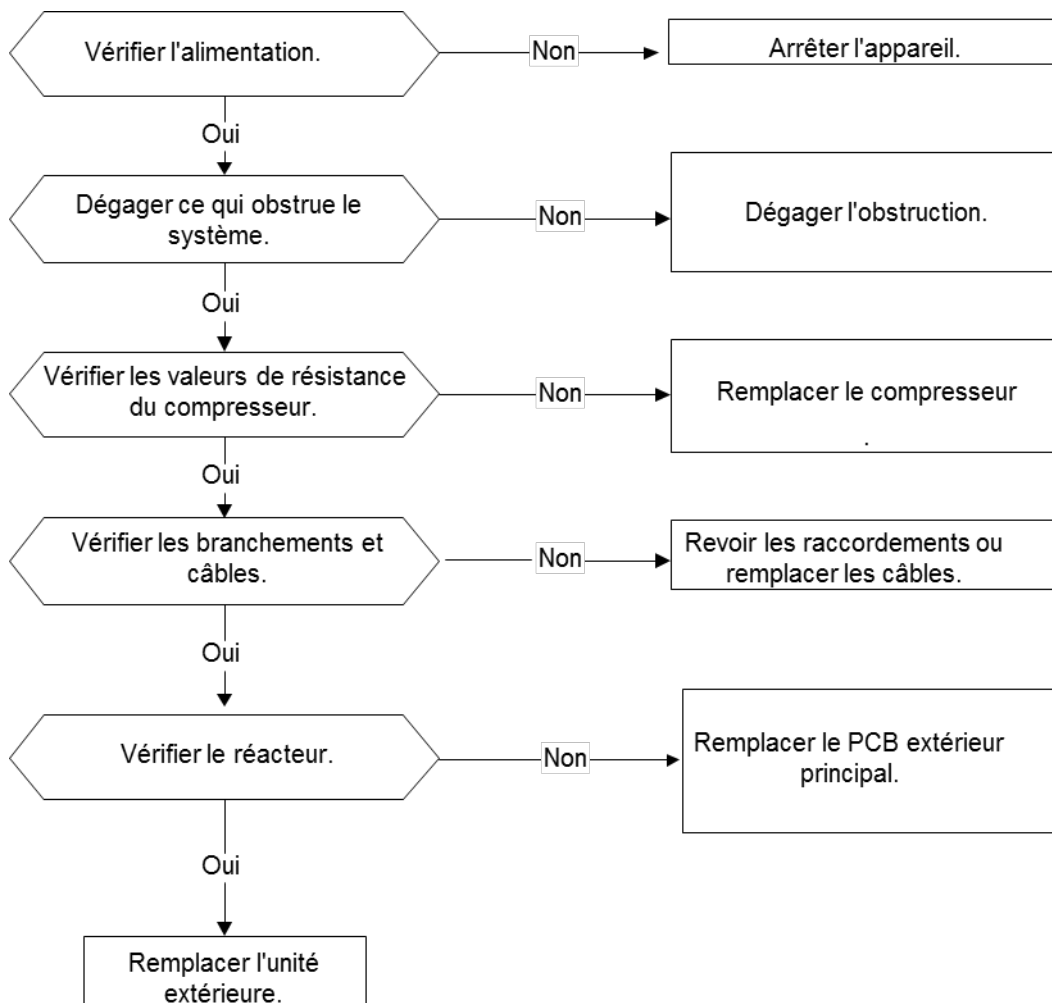 Vérifier l'alimentation.
Non
Arrêter l'appareil.
Oui
Dégager ce qui obstrue le
système.
Non
Dégager l'obstruction.
Oui
Vérifier les valeurs de résistance
du compresseur.
Non
Remplacer le compresseur
.
Oui
Vérifier les branchements et
câbles.
Non
Revoir les raccordements ou
remplacer les câbles.
Oui
Vérifier le réacteur.
Non
Remplacer le PCB extérieur
principal.
Oui
Remplacer l'unité
extérieure.